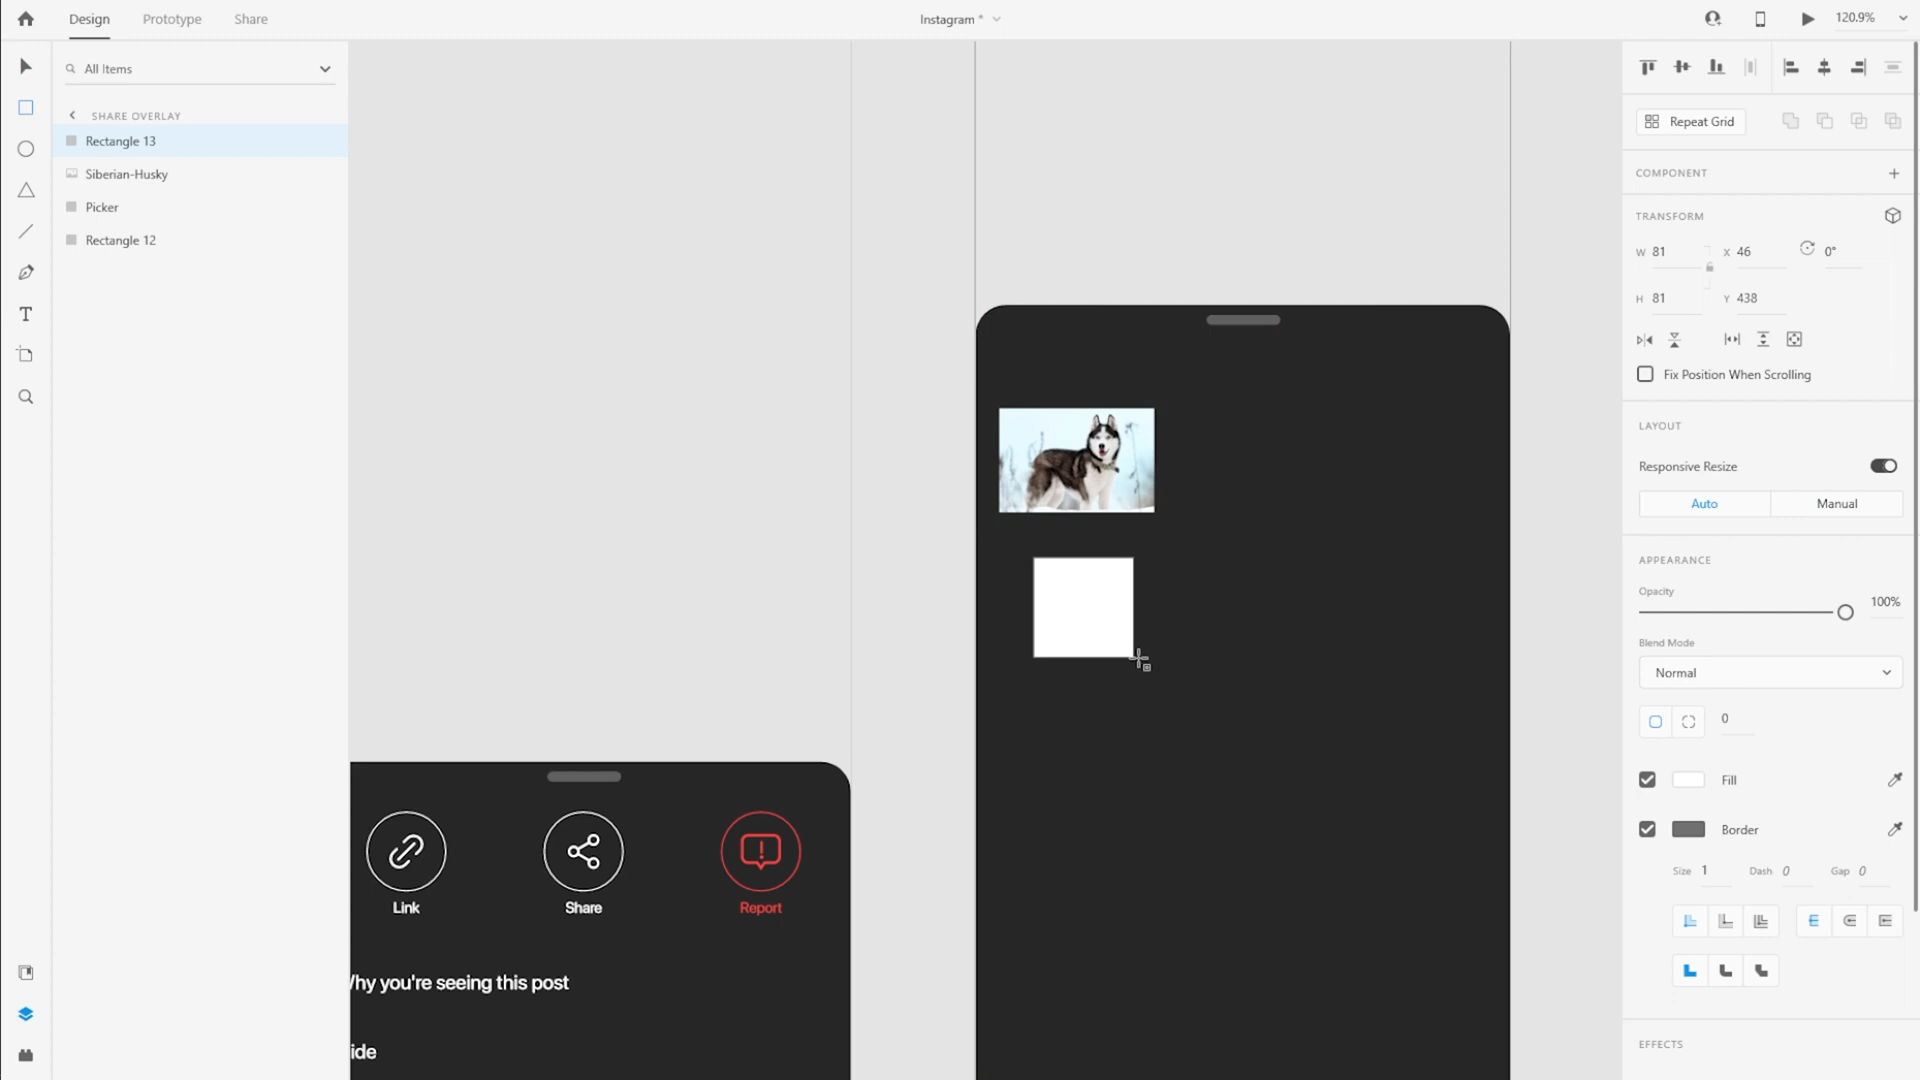 Design Prototype Share Instagram * 120.9%
All Items
SHARE OVERLAY
Rectangle 13
Siberian-Husky
Picker
Rectangle 12
Link Share Report
Why you're seeing this post
ide
Repeat Grid
COMPONENT
TRANSFORM
W 81 X 46 0°
H 81 Y 438
Fix Position When Scrolling
LAYOUT
Responsive Resize
Auto Manual
APPEARANCE
Opacity
100%
Blend Mode
Normal
0
Fill
Border
Size 1 Dash 0 Gap 0
EFFECTS